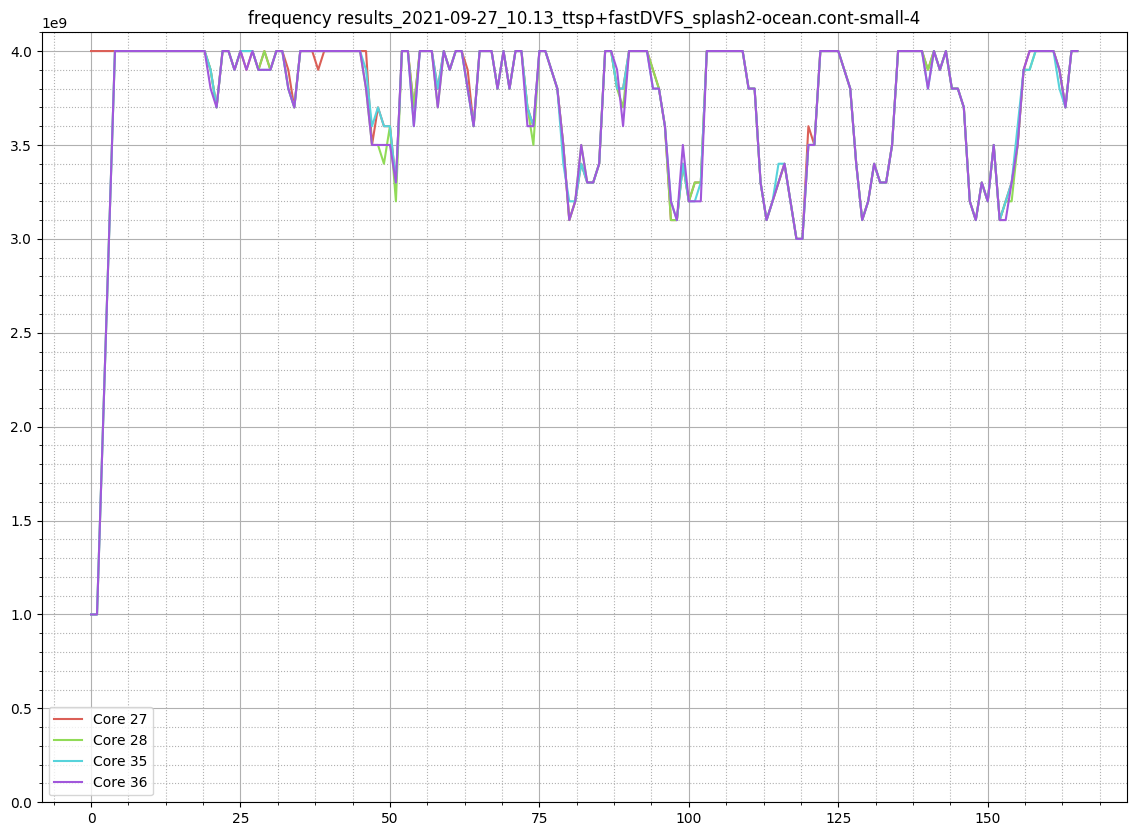 frequency results_2021-09-27_10.13_ttsp+fastDVFS_splash2-ocean.cont-small-4
1e9
4.0
3.5
3.0
2.5
2.0
1.5
1.0
0.5
0.0
Core 27
Core 28
Core 35
Core 36
0 25 50 75 100 125 150